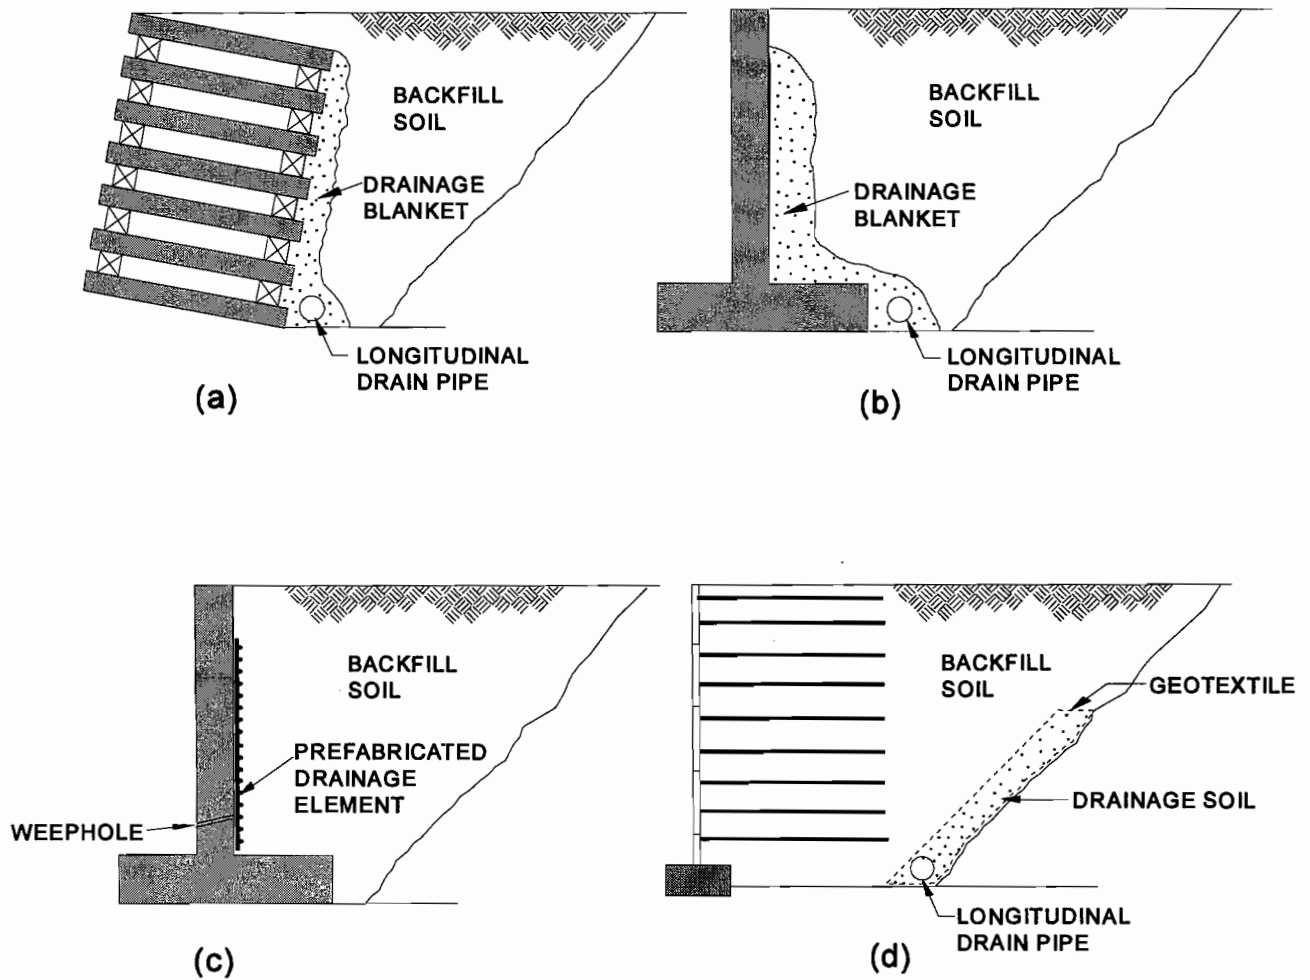 BACKFILL
SOIL
DRAINAGE
BLANKET
LONGITUDINAL
DRAIN PIPE
(a)
BACKFILL
SOIL
DRAINAGE
BLANKET
LONGITUDINAL
DRAIN PIPE
(b)
BACKFILL
SOIL
PREFABRICATED
DRAINAGE
ELEMENT
WEEPHOLE
(c)
BACKFILL
SOIL
GEOTEXTILE
DRAINAGE SOIL
LONGITUDINAL
DRAIN PIPE
(d)